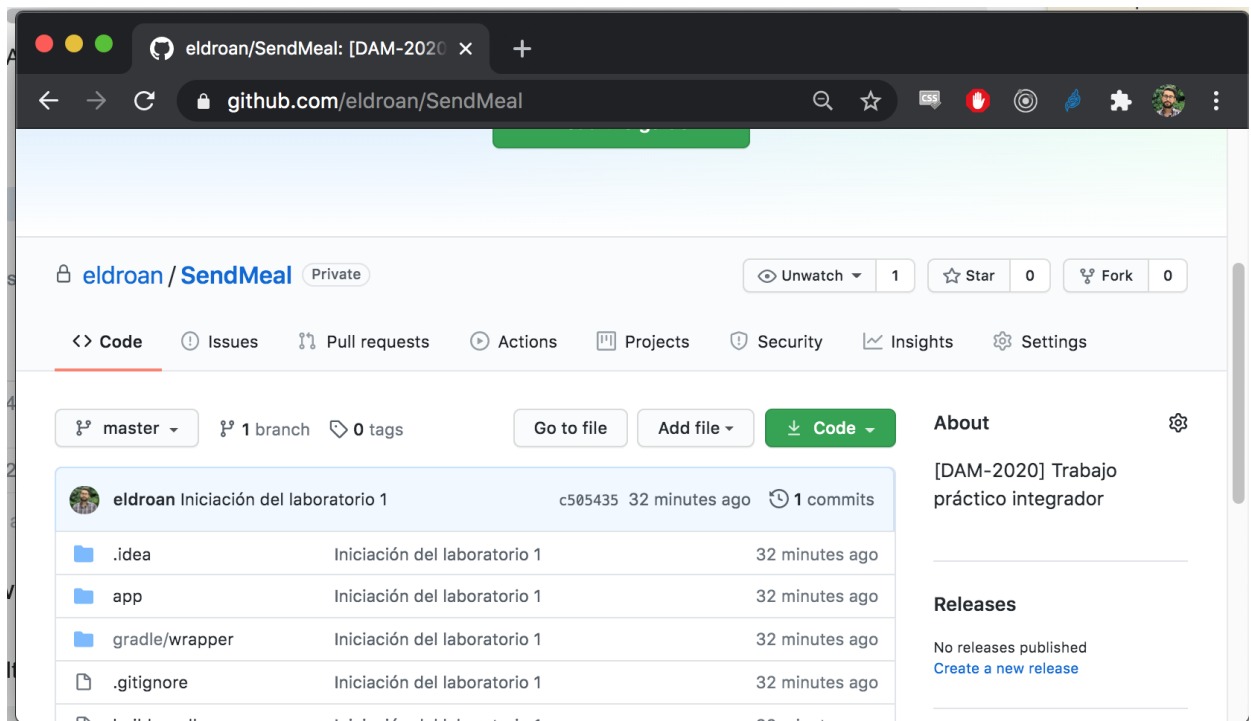 eldroan/SendMeal: [DAM-2020
github.com/eldroan/SendMeal
CSS
eldroan / SendMeal Private
Unwatch 1 Star 0 Fork 0
Code Issues Pull requests Actions Projects Security Insights Settings
master 1 branch 0 tags Go to file Add file Code
eldroan Iniciación del laboratorio 1 c505435 32 minutes ago 1 commits
.idea Iniciación del laboratorio 1 32 minutes ago
app Iniciación del laboratorio 1 32 minutes ago
gradle/wrapper Iniciación del laboratorio 1 32 minutes ago
.gitignore Iniciación del laboratorio 1 32 minutes ago
About
[DAM-2020] Trabajo
práctico integrador
Releases
No releases published
Create a new release